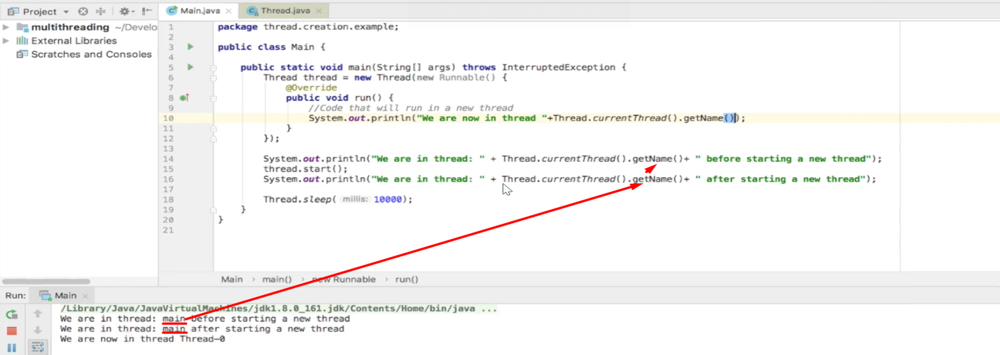 Project
Main.java
Thread.java
multithreading ~/Develo
External Libraries
Scratches and Consoles
1 package thread.creation.example;
2
3 public class Main {
4
5 public static void main(String[] args) throws InterruptedException {
6 Thread thread = new Thread(new Runnable() {
7 @Override
8 public void run() {
9 //Code that will run in a new thread
10 System.out.println("We are now in thread "+Thread.currentThread().getName());
11 }
12 });
13
14 System.out.println("We are in thread: " + Thread.currentThread().getName()+ " before starting a new thread");
15 thread.start();
16 System.out.println("We are in thread: " + Thread.currentThread().getName()+ " after starting a new thread");
17
18 Thread.sleep( millis: 10000);
19 }
20 }
21
Main › main() › new Runnable › run()
Run: Main
/Library/Java/JavaVirtualMachines/jdk1.8.0_161.jdk/Contents/Home/bin/java ...
We are in thread: main before starting a new thread
We are in thread: main after starting a new thread
We are now in thread Thread-0